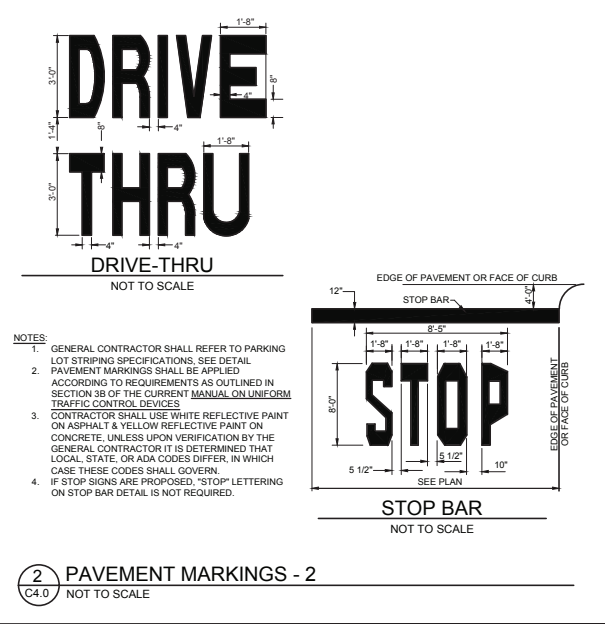 1'-8"
DRIVE
3'-0"
8"
4"
4"
1'-4"
8"
1'-8"
THRU
3'-0"
4"
4"
DRIVE-THRU
NOT TO SCALE
EDGE OF PAVEMENT OR FACE OF CURB
12"
STOP BAR
4'-0"
8'-5"
1'-8"
1'-8"
1'-8"
1'-8"
STOP
8'-0"
EDGE OF PAVEMENT
OR FACE OF CURB
5 1/2"
5 1/2"
10"
SEE PLAN
STOP BAR
NOT TO SCALE
NOTES:
1. GENERAL CONTRACTOR SHALL REFER TO PARKING
LOT STRIPING SPECIFICATIONS, SEE DETAIL
2. PAVEMENT MARKINGS SHALL BE APPLIED
ACCORDING TO REQUIREMENTS AS OUTLINED IN
SECTION 3B OF THE CURRENT MANUAL ON UNIFORM
TRAFFIC CONTROL DEVICES
3. CONTRACTOR SHALL USE WHITE REFLECTIVE PAINT
ON ASPHALT & YELLOW REFLECTIVE PAINT ON
CONCRETE, UNLESS UPON VERIFICATION BY THE
GENERAL CONTRACTOR IT IS DETERMINED THAT
LOCAL, STATE, OR ADA CODES DIFFER, IN WHICH
CASE THESE CODES SHALL GOVERN.
4. IF STOP SIGNS ARE PROPOSED, "STOP" LETTERING
ON STOP BAR DETAIL IS NOT REQUIRED.
2 PAVEMENT MARKINGS - 2
C4.0 NOT TO SCALE